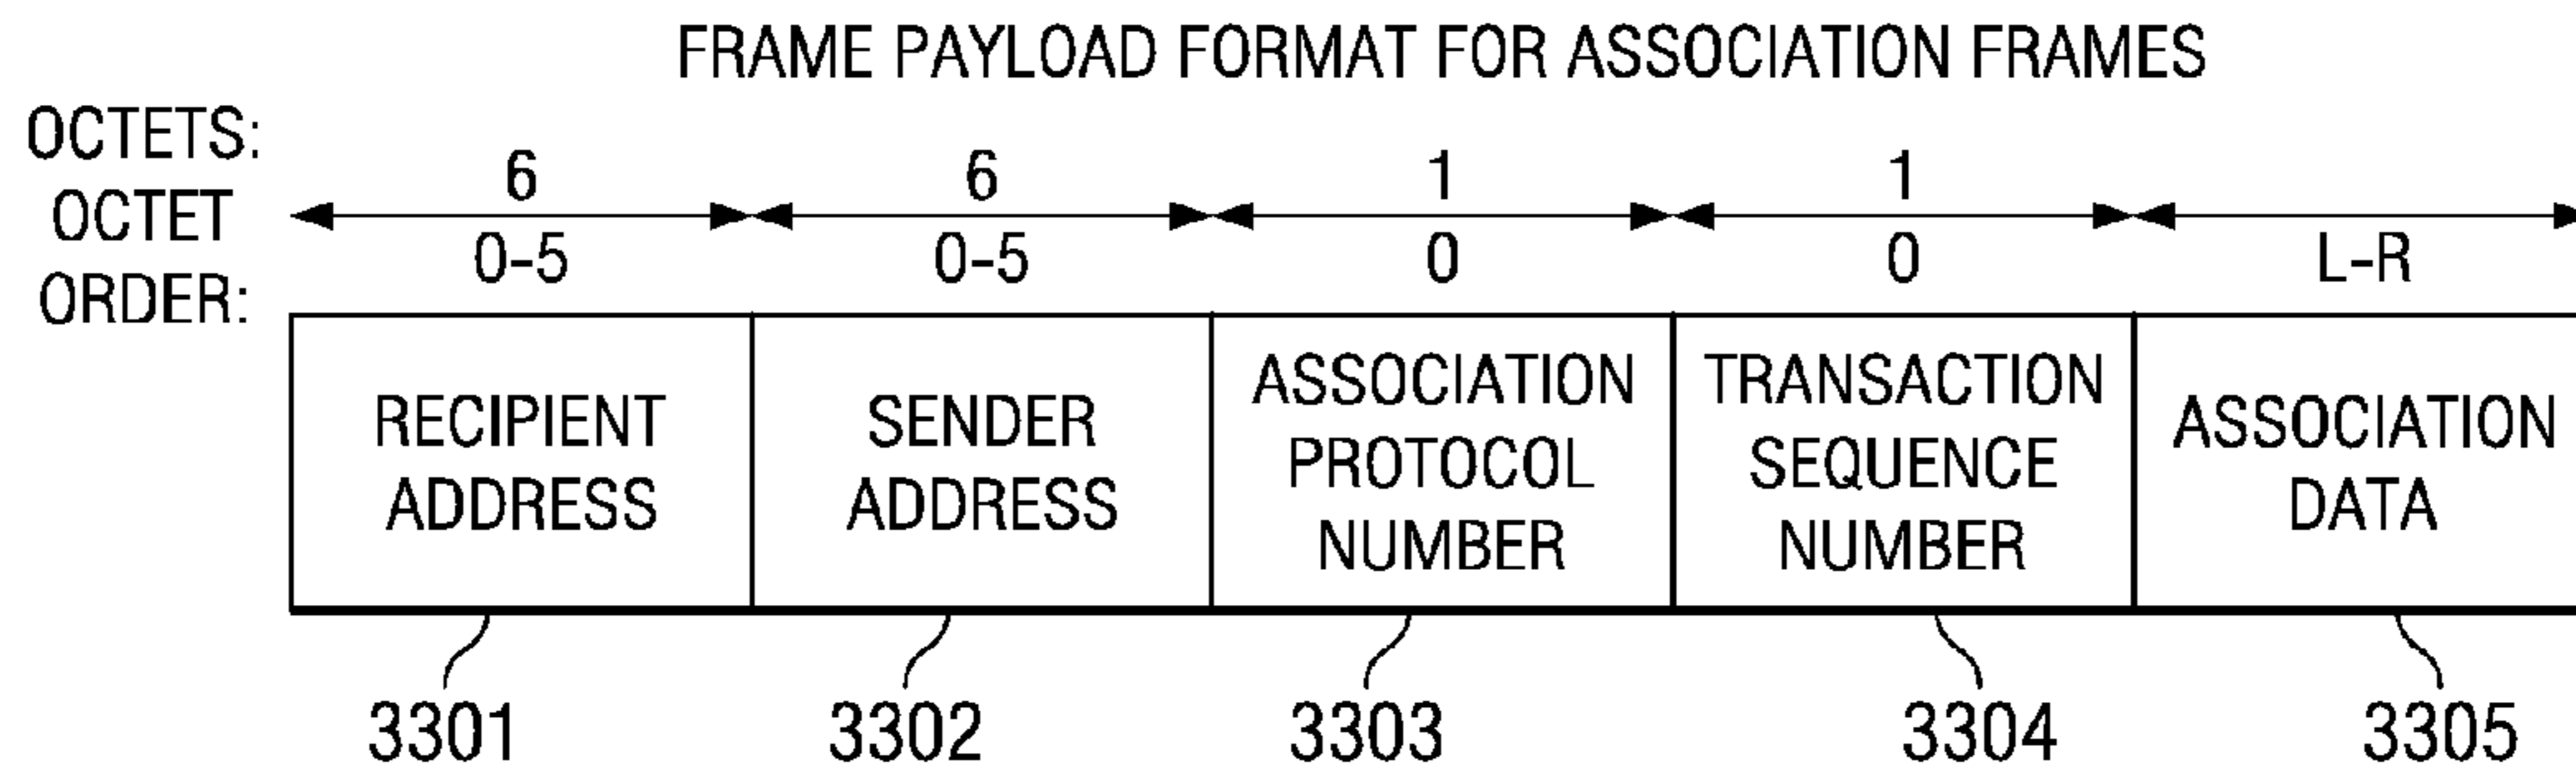 FRAME PAYLOAD FORMAT FOR ASSOCIATION FRAMES
OCTETS:
6 6 1 1
OCTET
ORDER:
0-5 0-5 0 0 L-R
RECIPIENT
ADDRESS
SENDER
ADDRESS
ASSOCIATION
PROTOCOL
NUMBER
TRANSACTION
SEQUENCE
NUMBER
ASSOCIATION
DATA
3301 3302 3303 3304 3305